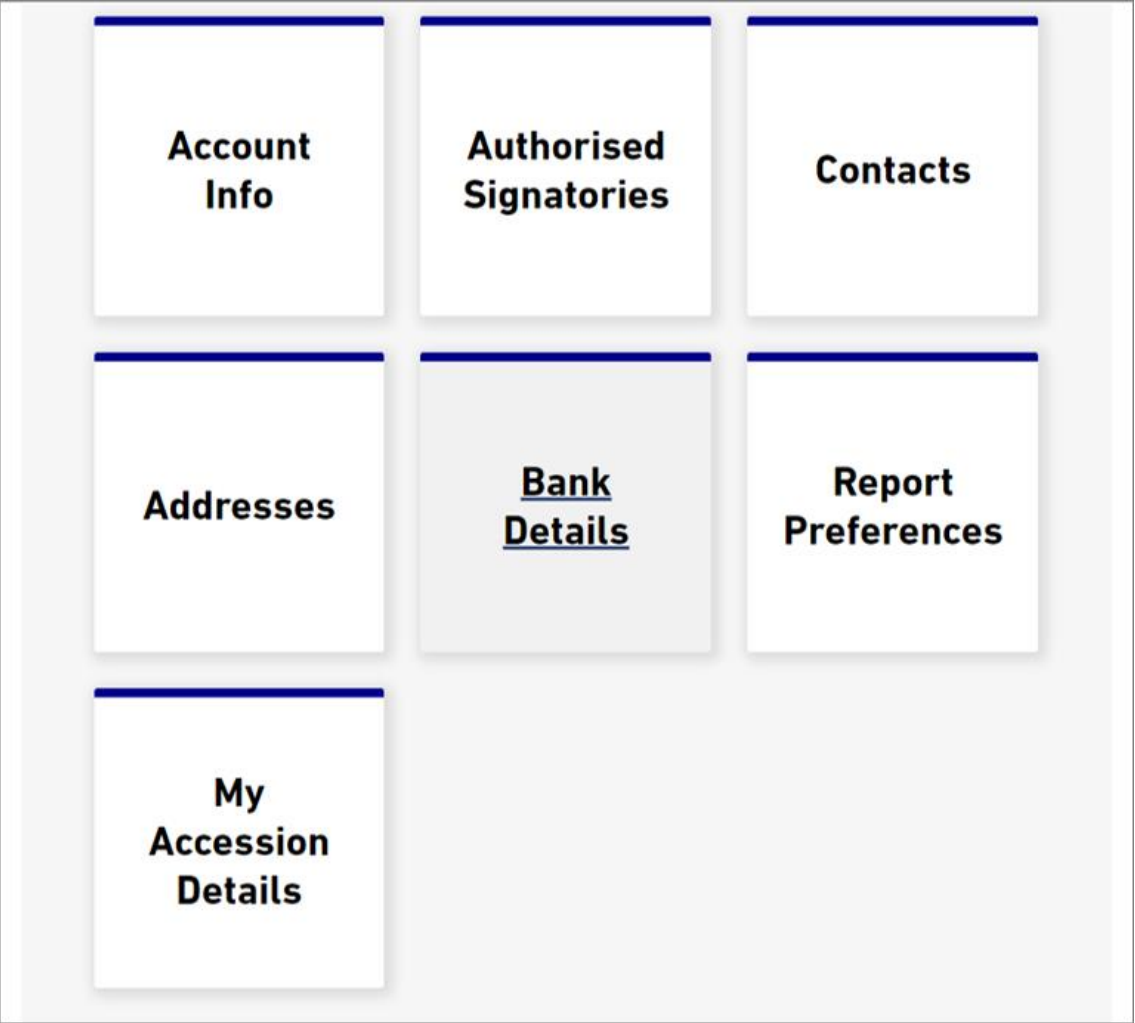 Account
Info
Authorised
Signatories
Contacts
Addresses
Bank
Details
Report
Preferences
My
Accession
Details